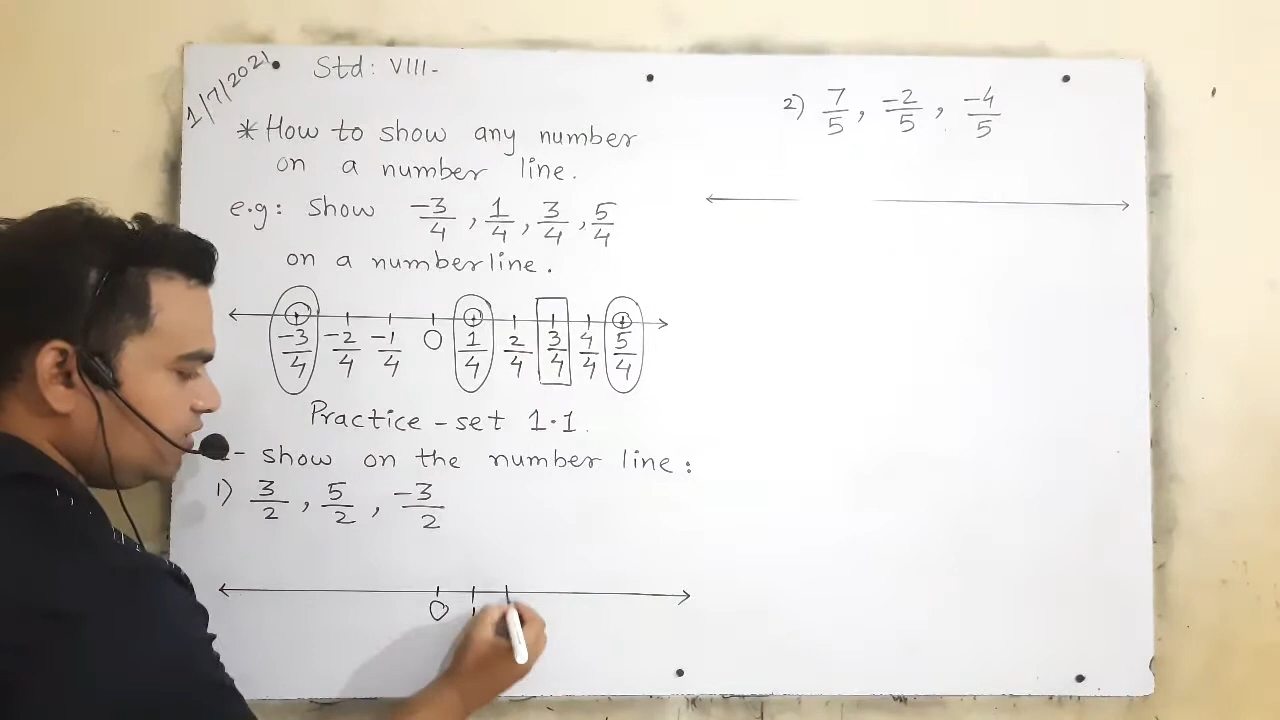 1/7/2021
Std: VIII-
*How to show any number
on a number line.
e.g: Show -3/4, 1/4, 3/4, 5/4
on a numberline.
-3/4 -2/4 -1/4 0 1/4 2/4 3/4 4/4 5/4
Practice-set 1.1.
- show on the number line:
1) 3/2, 5/2, -3/2
0
2) 7/5, -2/5, -4/5